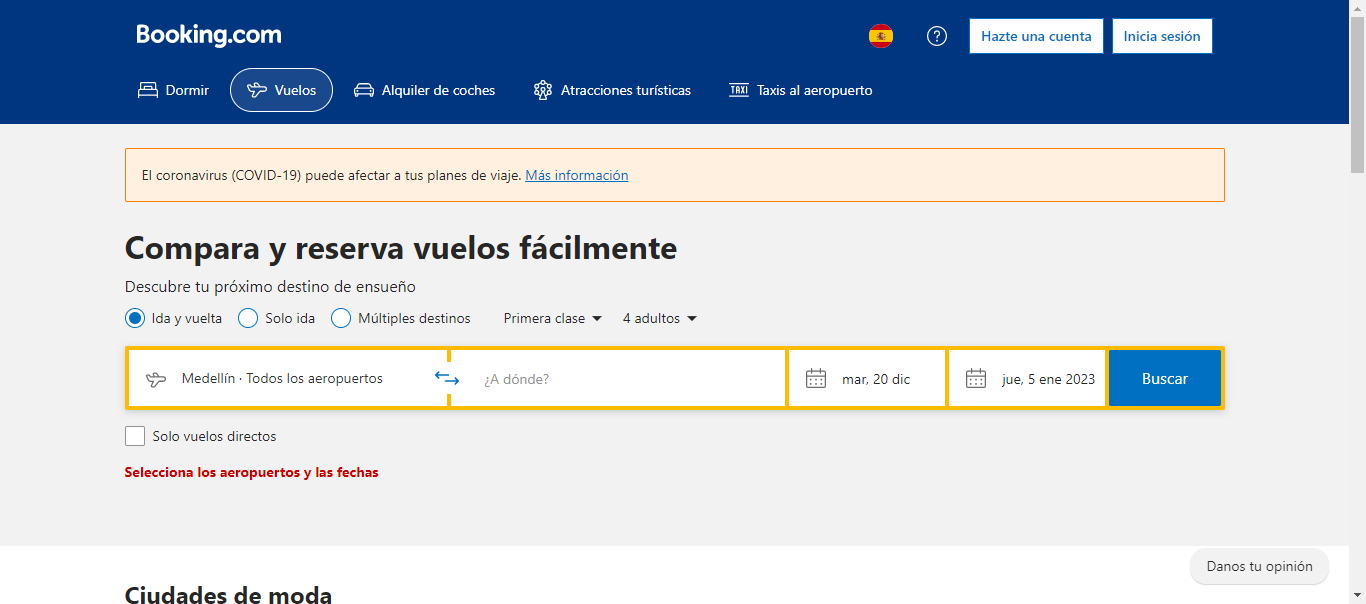 Booking.com
Hazte una cuenta
Inicia sesión
Dormir
Vuelos
Alquiler de coches
Atracciones turísticas
TAXI
Taxis al aeropuerto
El coronavirus (COVID-19) puede afectar a tus planes de viaje. Más información
Compara y reserva vuelos fácilmente
Descubre tu próximo destino de ensueño
Ida y vuelta
Solo ida
Múltiples destinos
Primera clase
4 adultos
Medellín · Todos los aeropuertos
¿A dónde?
mar, 20 dic
jue, 5 ene 2023
Buscar
Solo vuelos directos
Selecciona los aeropuertos y las fechas
Danos tu opinión
Ciudades de moda